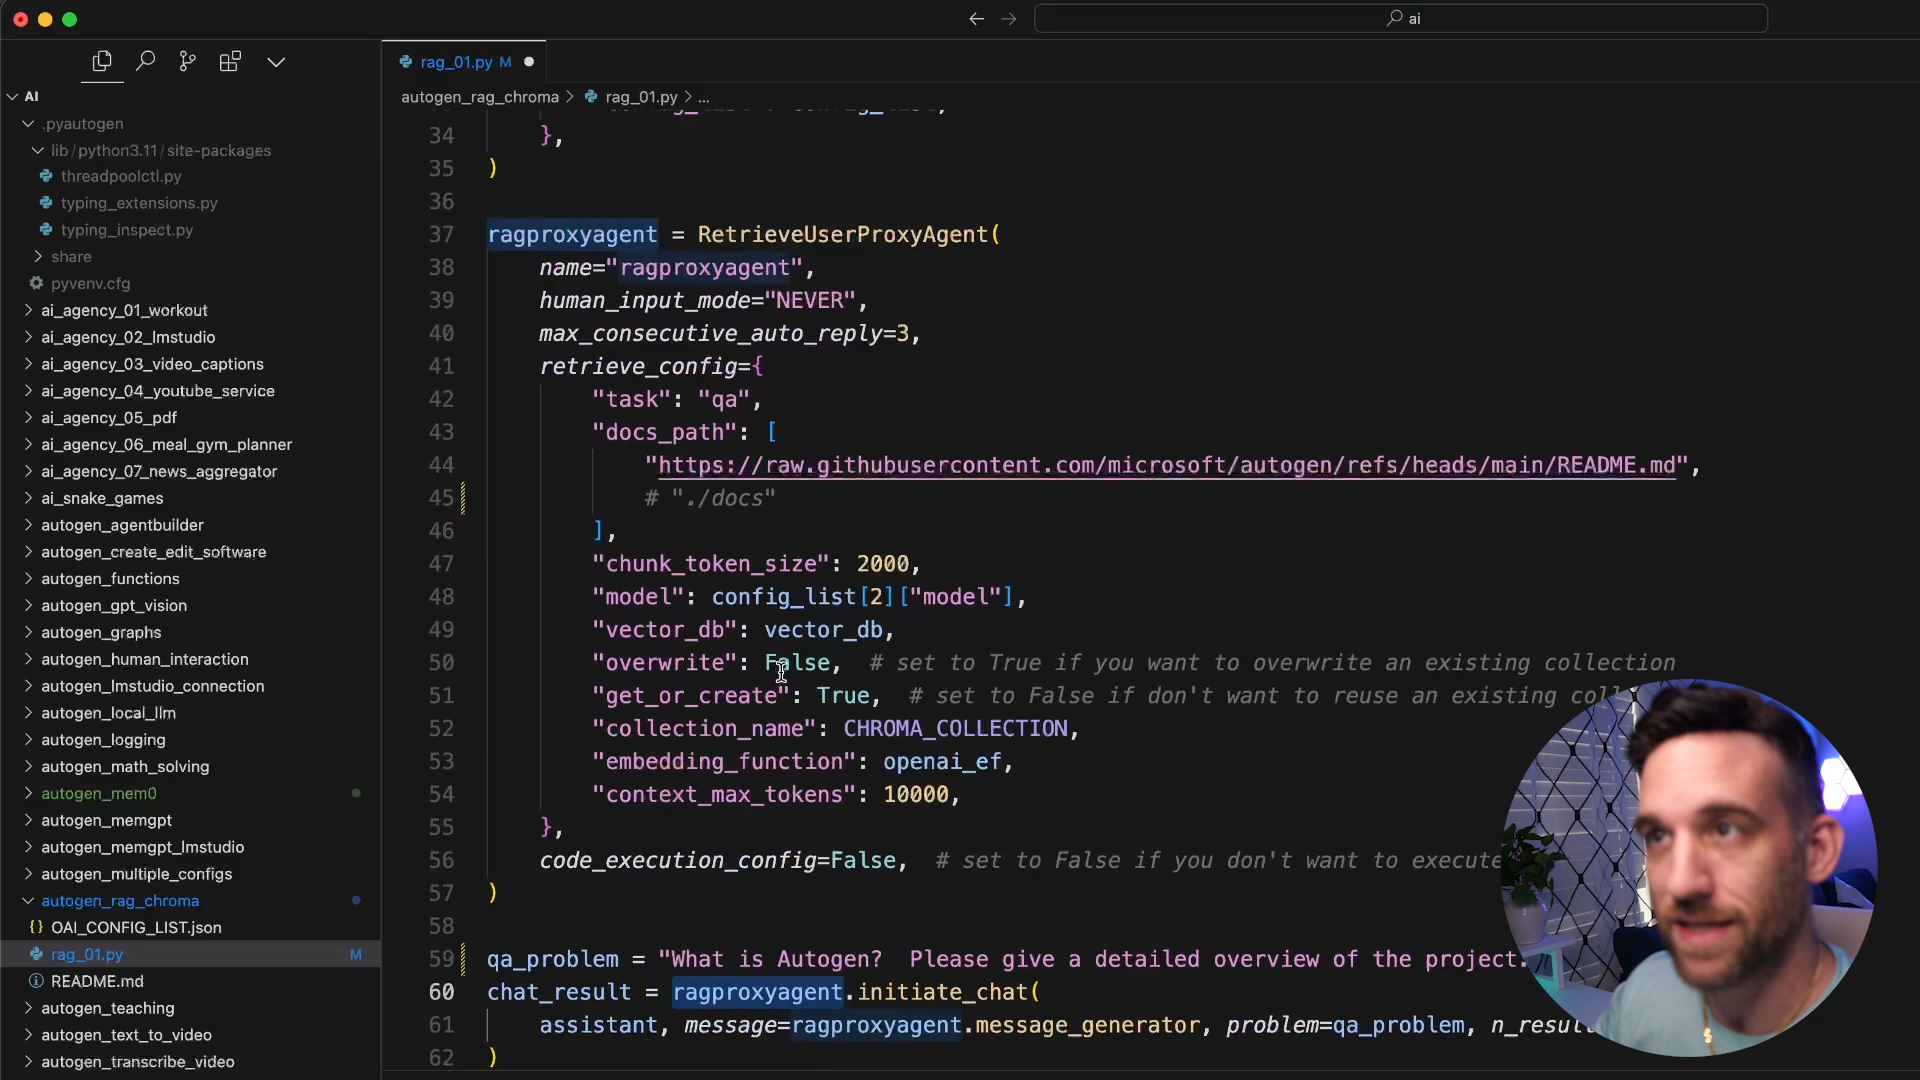 ai
rag_01.py M
AI
autogen_rag_chroma > rag_01.py > ...
.pyautogen
lib/python3.11/site-packages
threadpoolctl.py
typing_extensions.py
typing_inspect.py
share
pyvenv.cfg
ai_agency_01_workout
ai_agency_02_lmstudio
ai_agency_03_video_captions
ai_agency_04_youtube_service
ai_agency_05_pdf
ai_agency_06_meal_gym_planner
ai_agency_07_news_aggregator
ai_snake_games
autogen_agentbuilder
autogen_create_edit_software
autogen_functions
autogen_gpt_vision
autogen_graphs
autogen_human_interaction
autogen_lmstudio_connection
autogen_local_llm
autogen_logging
autogen_math_solving
autogen_mem0
autogen_memgpt
autogen_memgpt_lmstudio
autogen_multiple_configs
autogen_rag_chroma
{} OAI_CONFIG_LIST.json
rag_01.py M
README.md
autogen_teaching
autogen_text_to_video
autogen_transcribe_video
34 },
35 )
36
37 ragproxyagent = RetrieveUserProxyAgent(
38 name="ragproxyagent",
39 human_input_mode="NEVER",
40 max_consecutive_auto_reply=3,
41 retrieve_config={
42 "task": "qa",
43 "docs_path": [
44 "https://raw.githubusercontent.com/microsoft/autogen/refs/heads/main/README.md",
45 # "./docs"
46 ],
47 "chunk_token_size": 2000,
48 "model": config_list[2]["model"],
49 "vector_db": vector_db,
50 "overwrite": False, # set to True if you want to overwrite an existing collection
51 "get_or_create": True, # set to False if don't want to reuse an existing coll
52 "collection_name": CHROMA_COLLECTION,
53 "embedding_function": openai_ef,
54 "context_max_tokens": 10000,
55 },
56 code_execution_config=False, # set to False if you don't want to execute
57 )
58
59 qa_problem = "What is Autogen?  Please give a detailed overview of the project.
60 chat_result = ragproxyagent.initiate_chat(
61 assistant, message=ragproxyagent.message_generator, problem=qa_problem, n_resul
62 )